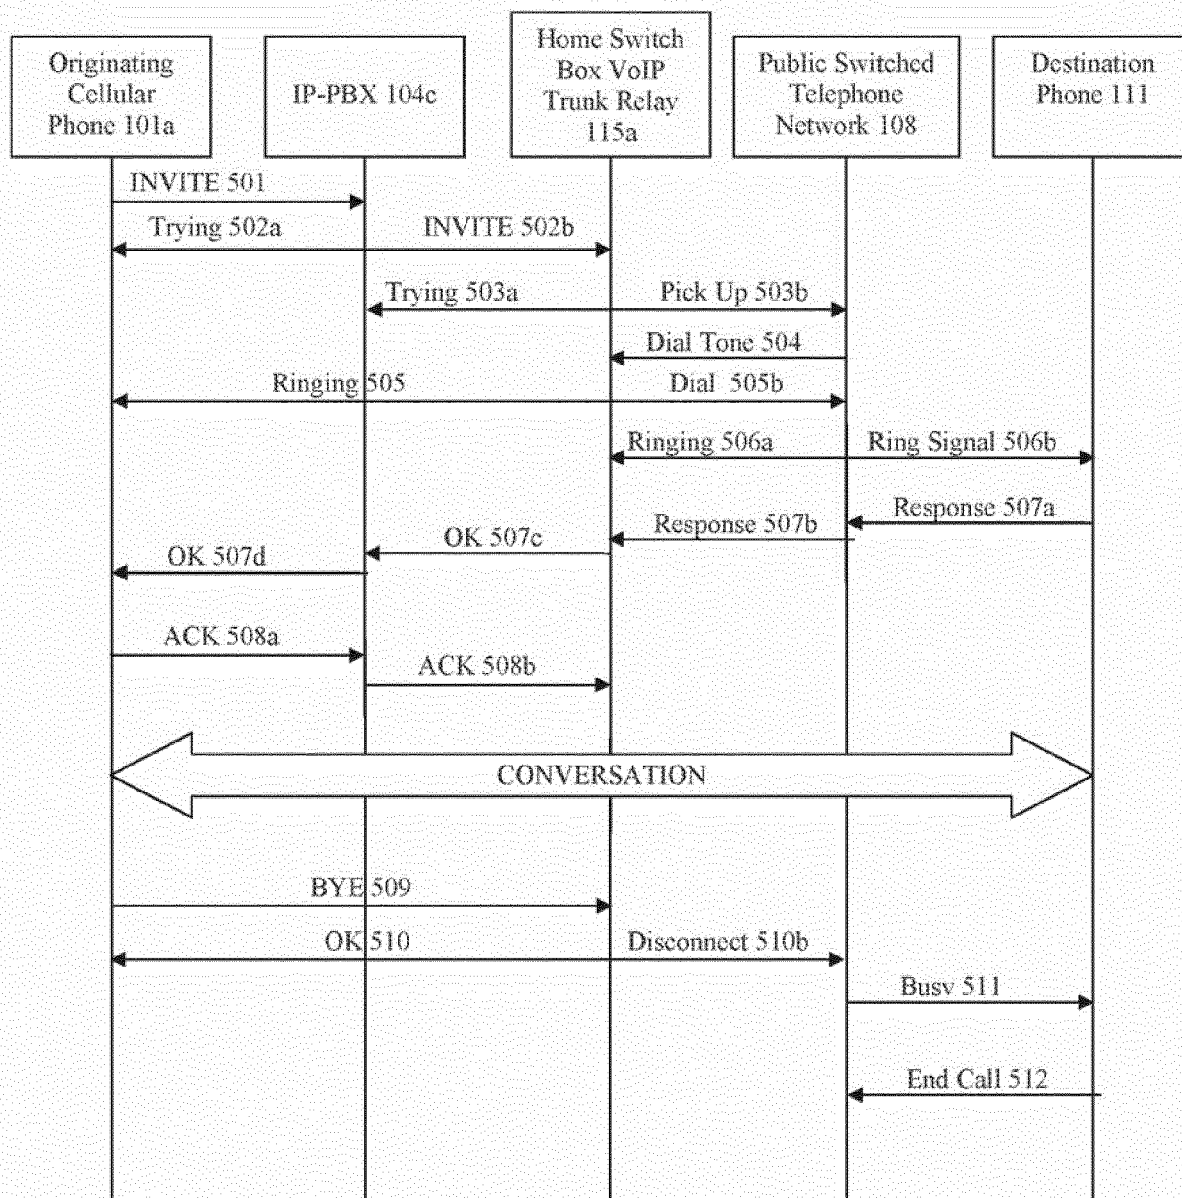 Originating
Cellular
Phone 101a
IP-PBX 104c
Home Switch
Box VoIP
Trunk Relay
115a
Public Switched
Telephone
Network 108
Destination
Phone 111
INVITE 501
Trying 502a
INVITE 502b
Trying 503a
Pick Up 503b
Dial Tone 504
Ringing 505
Dial 505b
Ringing 506a
Ring Signal 506b
Response 507a
Response 507b
OK 507c
OK 507d
ACK 508a
ACK 508b
CONVERSATION
BYE 509
OK 510
Disconnect 510b
Busy 511
End Call 512